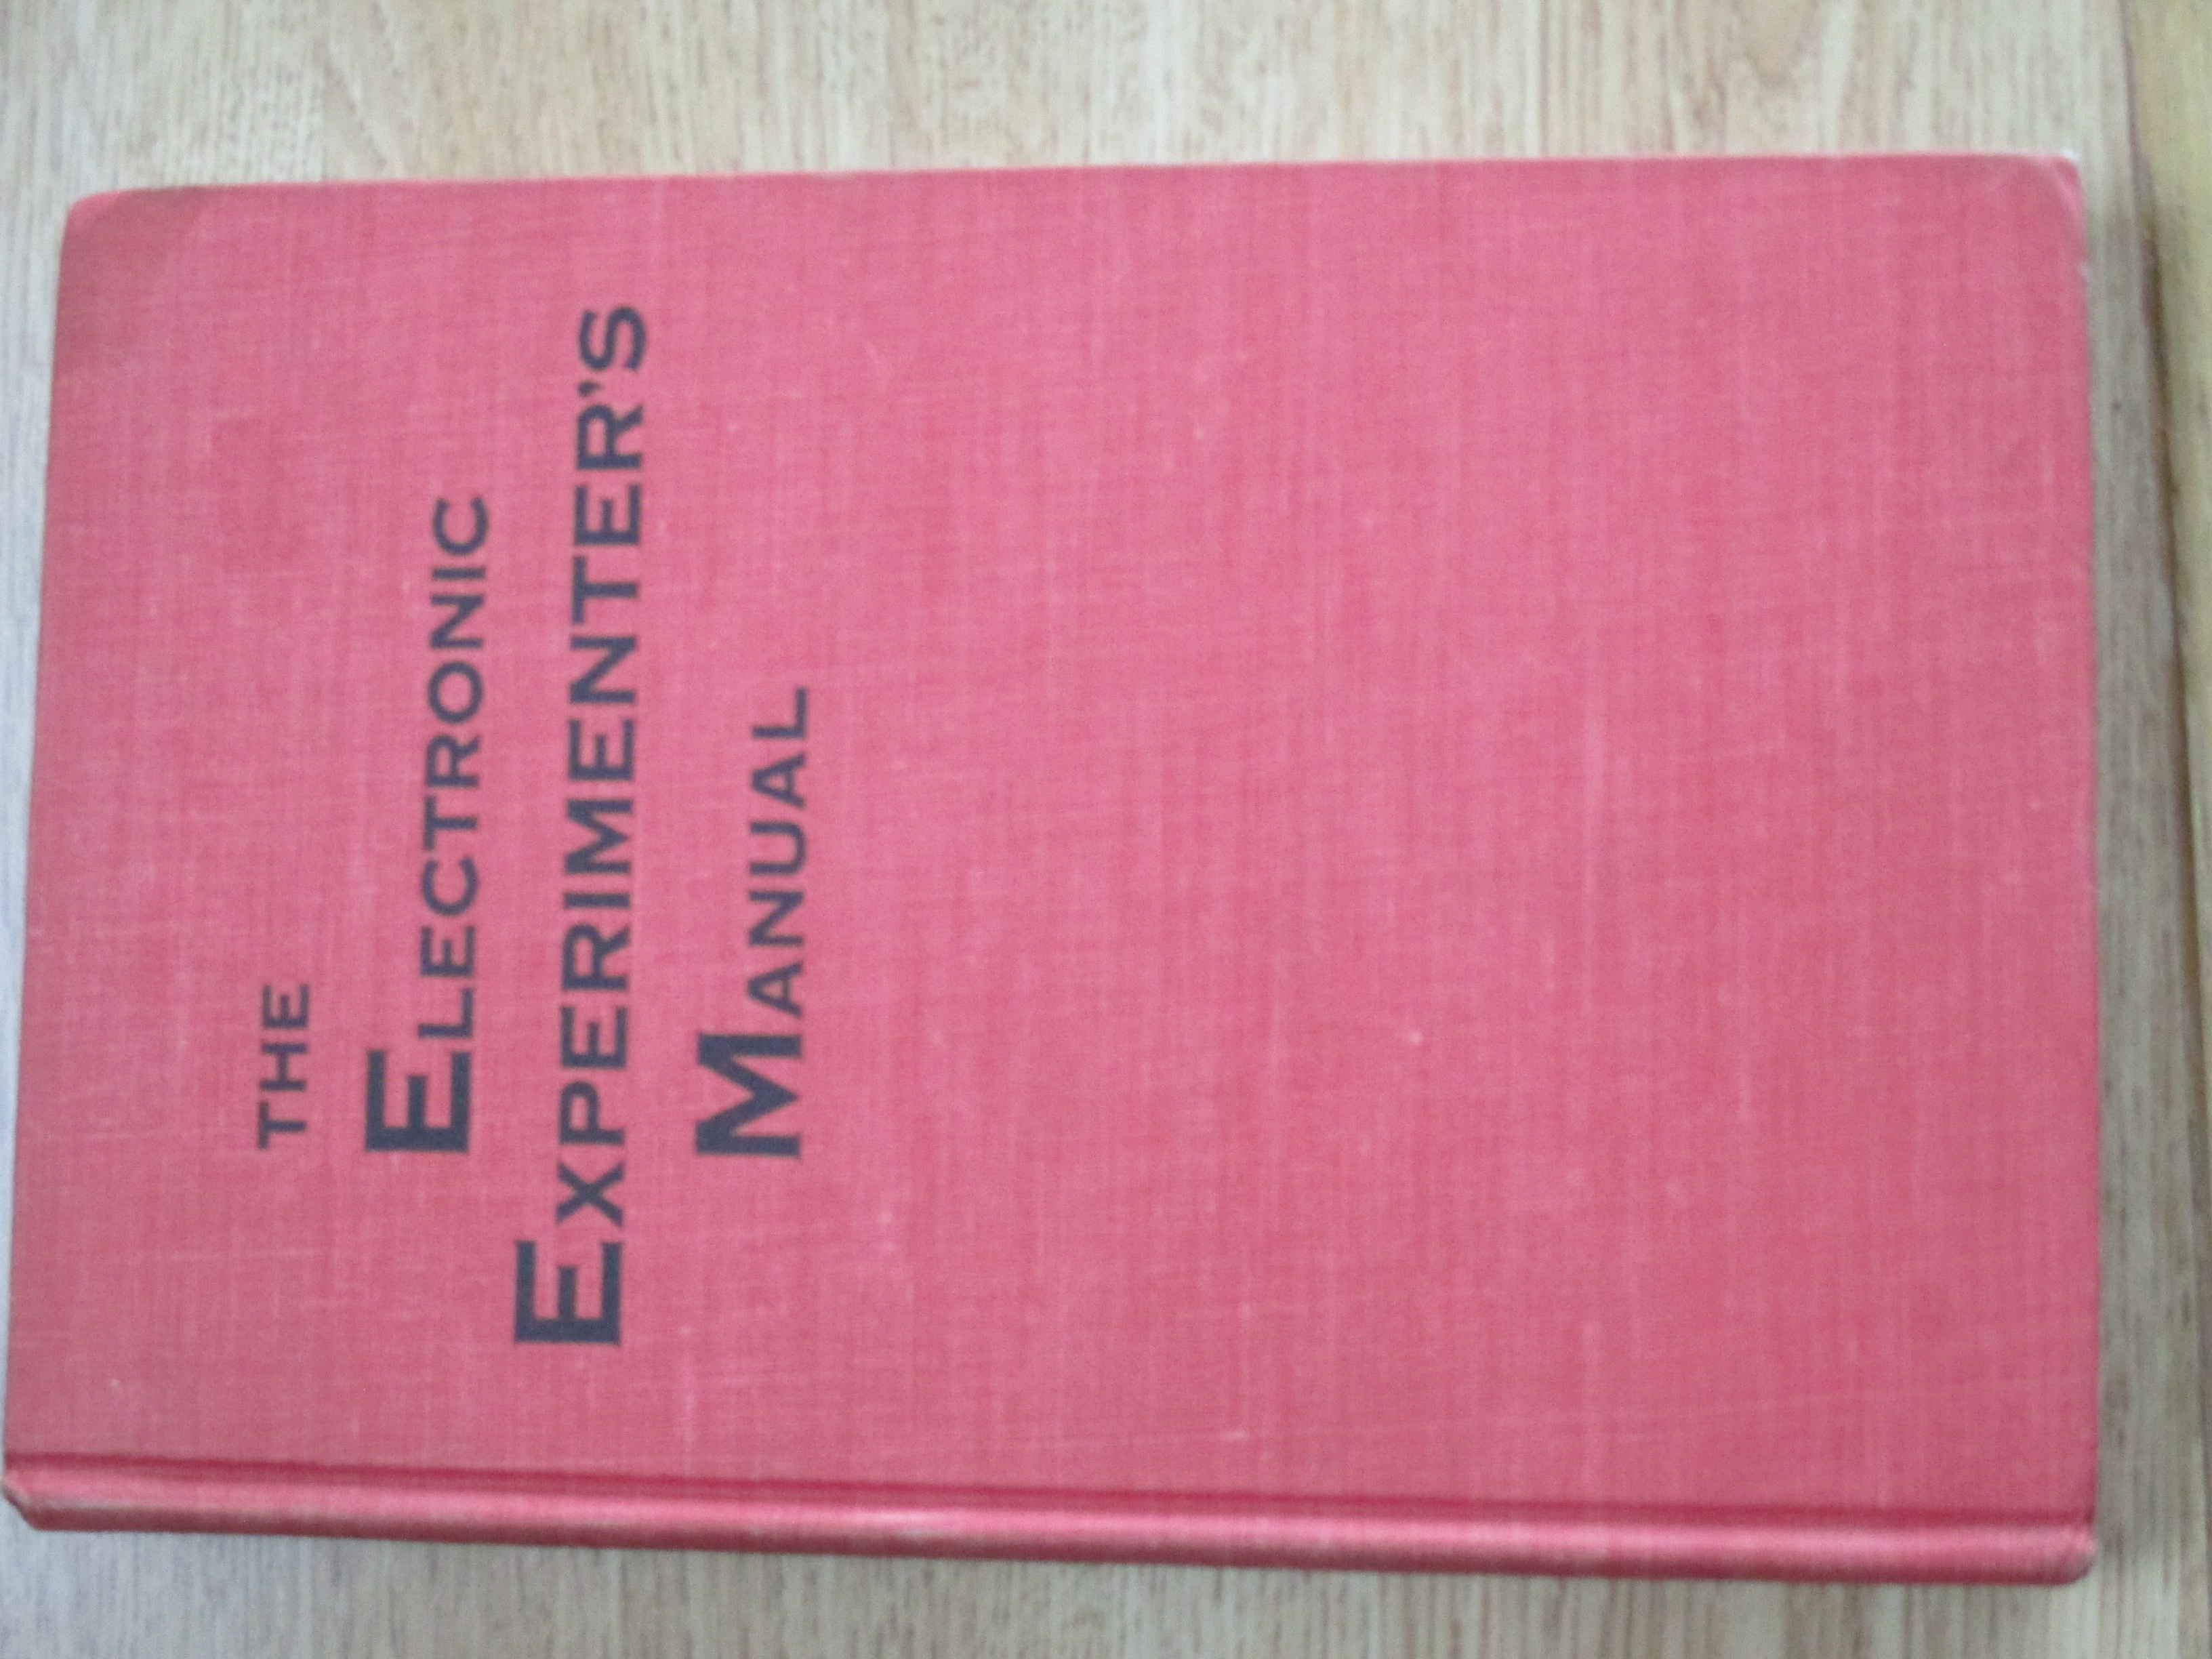 THE
ELECTRONIC
EXPERIMENTER'S
MANUAL